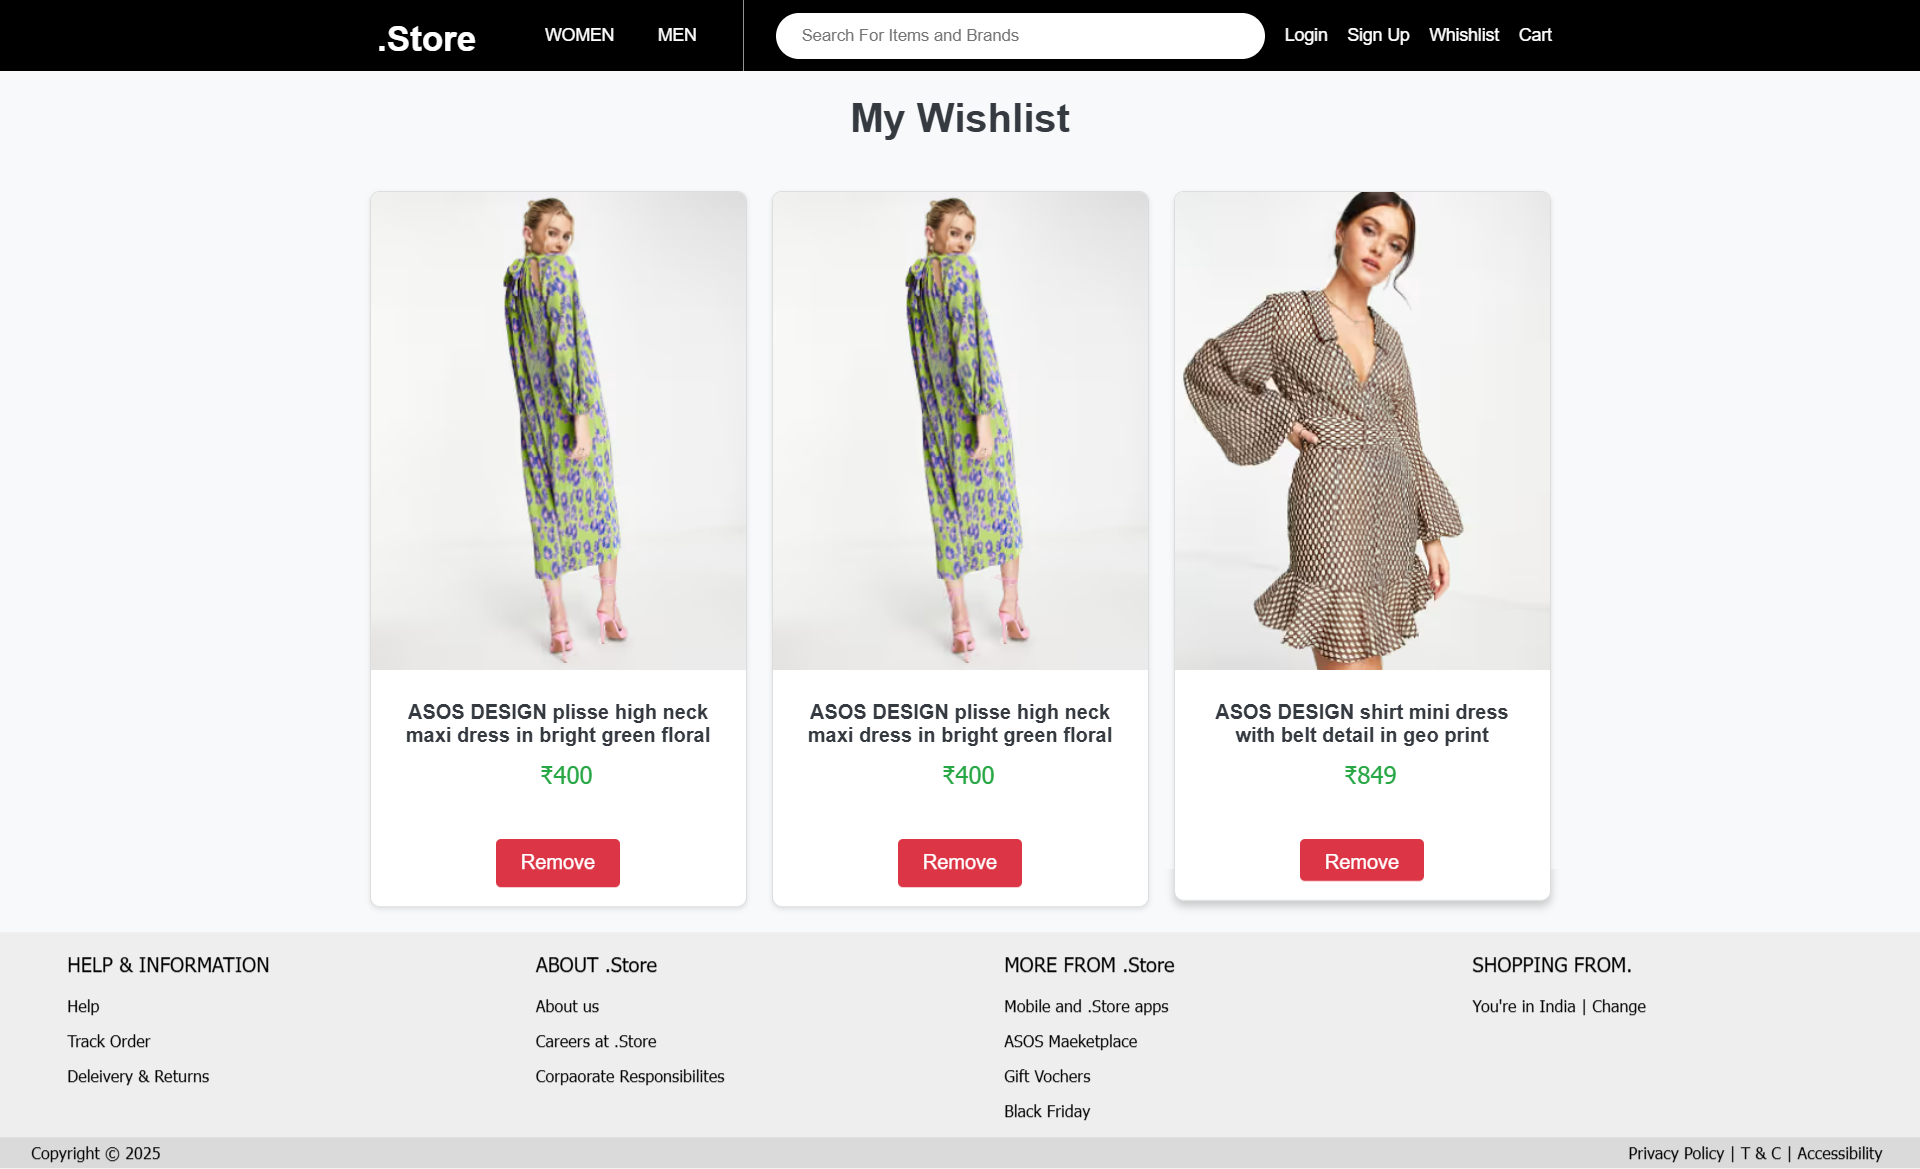 .Store
WOMEN
MEN
Search For Items and Brands
Login
Sign Up
Whishlist
Cart
My Wishlist
ASOS DESIGN plisse high neck
maxi dress in bright green floral
₹400
Remove
ASOS DESIGN plisse high neck
maxi dress in bright green floral
₹400
Remove
ASOS DESIGN shirt mini dress
with belt detail in geo print
₹849
Remove
HELP & INFORMATION
Help
Track Order
Deleivery & Returns
ABOUT .Store
About us
Careers at .Store
Corpaorate Responsibilites
MORE FROM .Store
Mobile and .Store apps
ASOS Maeketplace
Gift Vochers
Black Friday
SHOPPING FROM.
You're in India | Change
Copyright © 2025
Privacy Policy | T & C | Accessibility